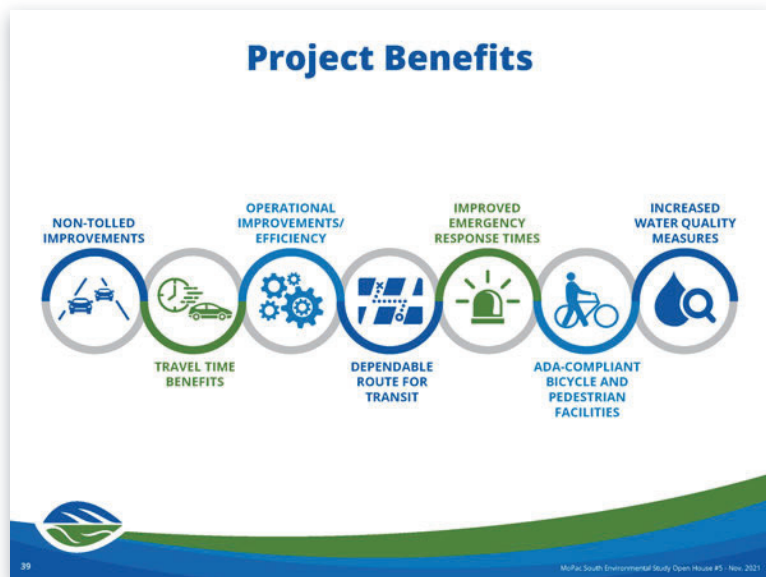 Project Benefits
NON-TOLLED
IMPROVEMENTS
TRAVEL TIME
BENEFITS
OPERATIONAL
IMPROVEMENTS/
EFFICIENCY
DEPENDABLE
ROUTE FOR
TRANSIT
IMPROVED
EMERGENCY
RESPONSE TIMES
ADA-COMPLIANT
BICYCLE AND
PEDESTRIAN
FACILITIES
INCREASED
WATER QUALITY
MEASURES
39
MoPac South Environmental Study Open House #5 - Nov. 2021